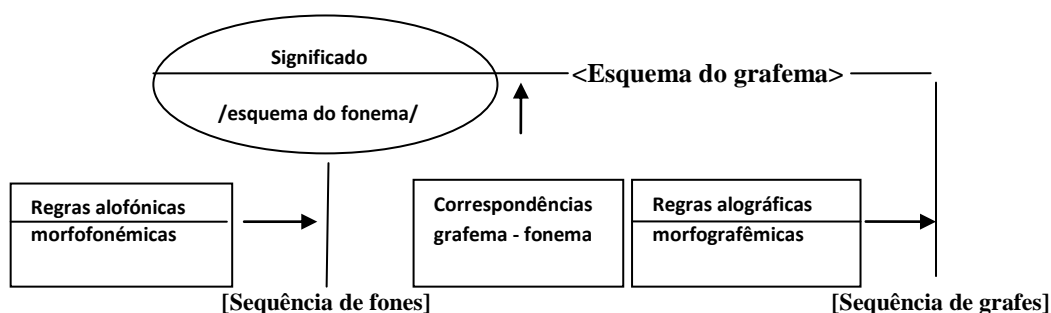 Significado
<Esquema do grafema>
/esquema do fonema/
Regras alofónicas
morfofonémicas
Correspondências
grafema - fonema
Regras alográficas
morfografêmicas
[Sequência de fones]
[Sequência de grafes]